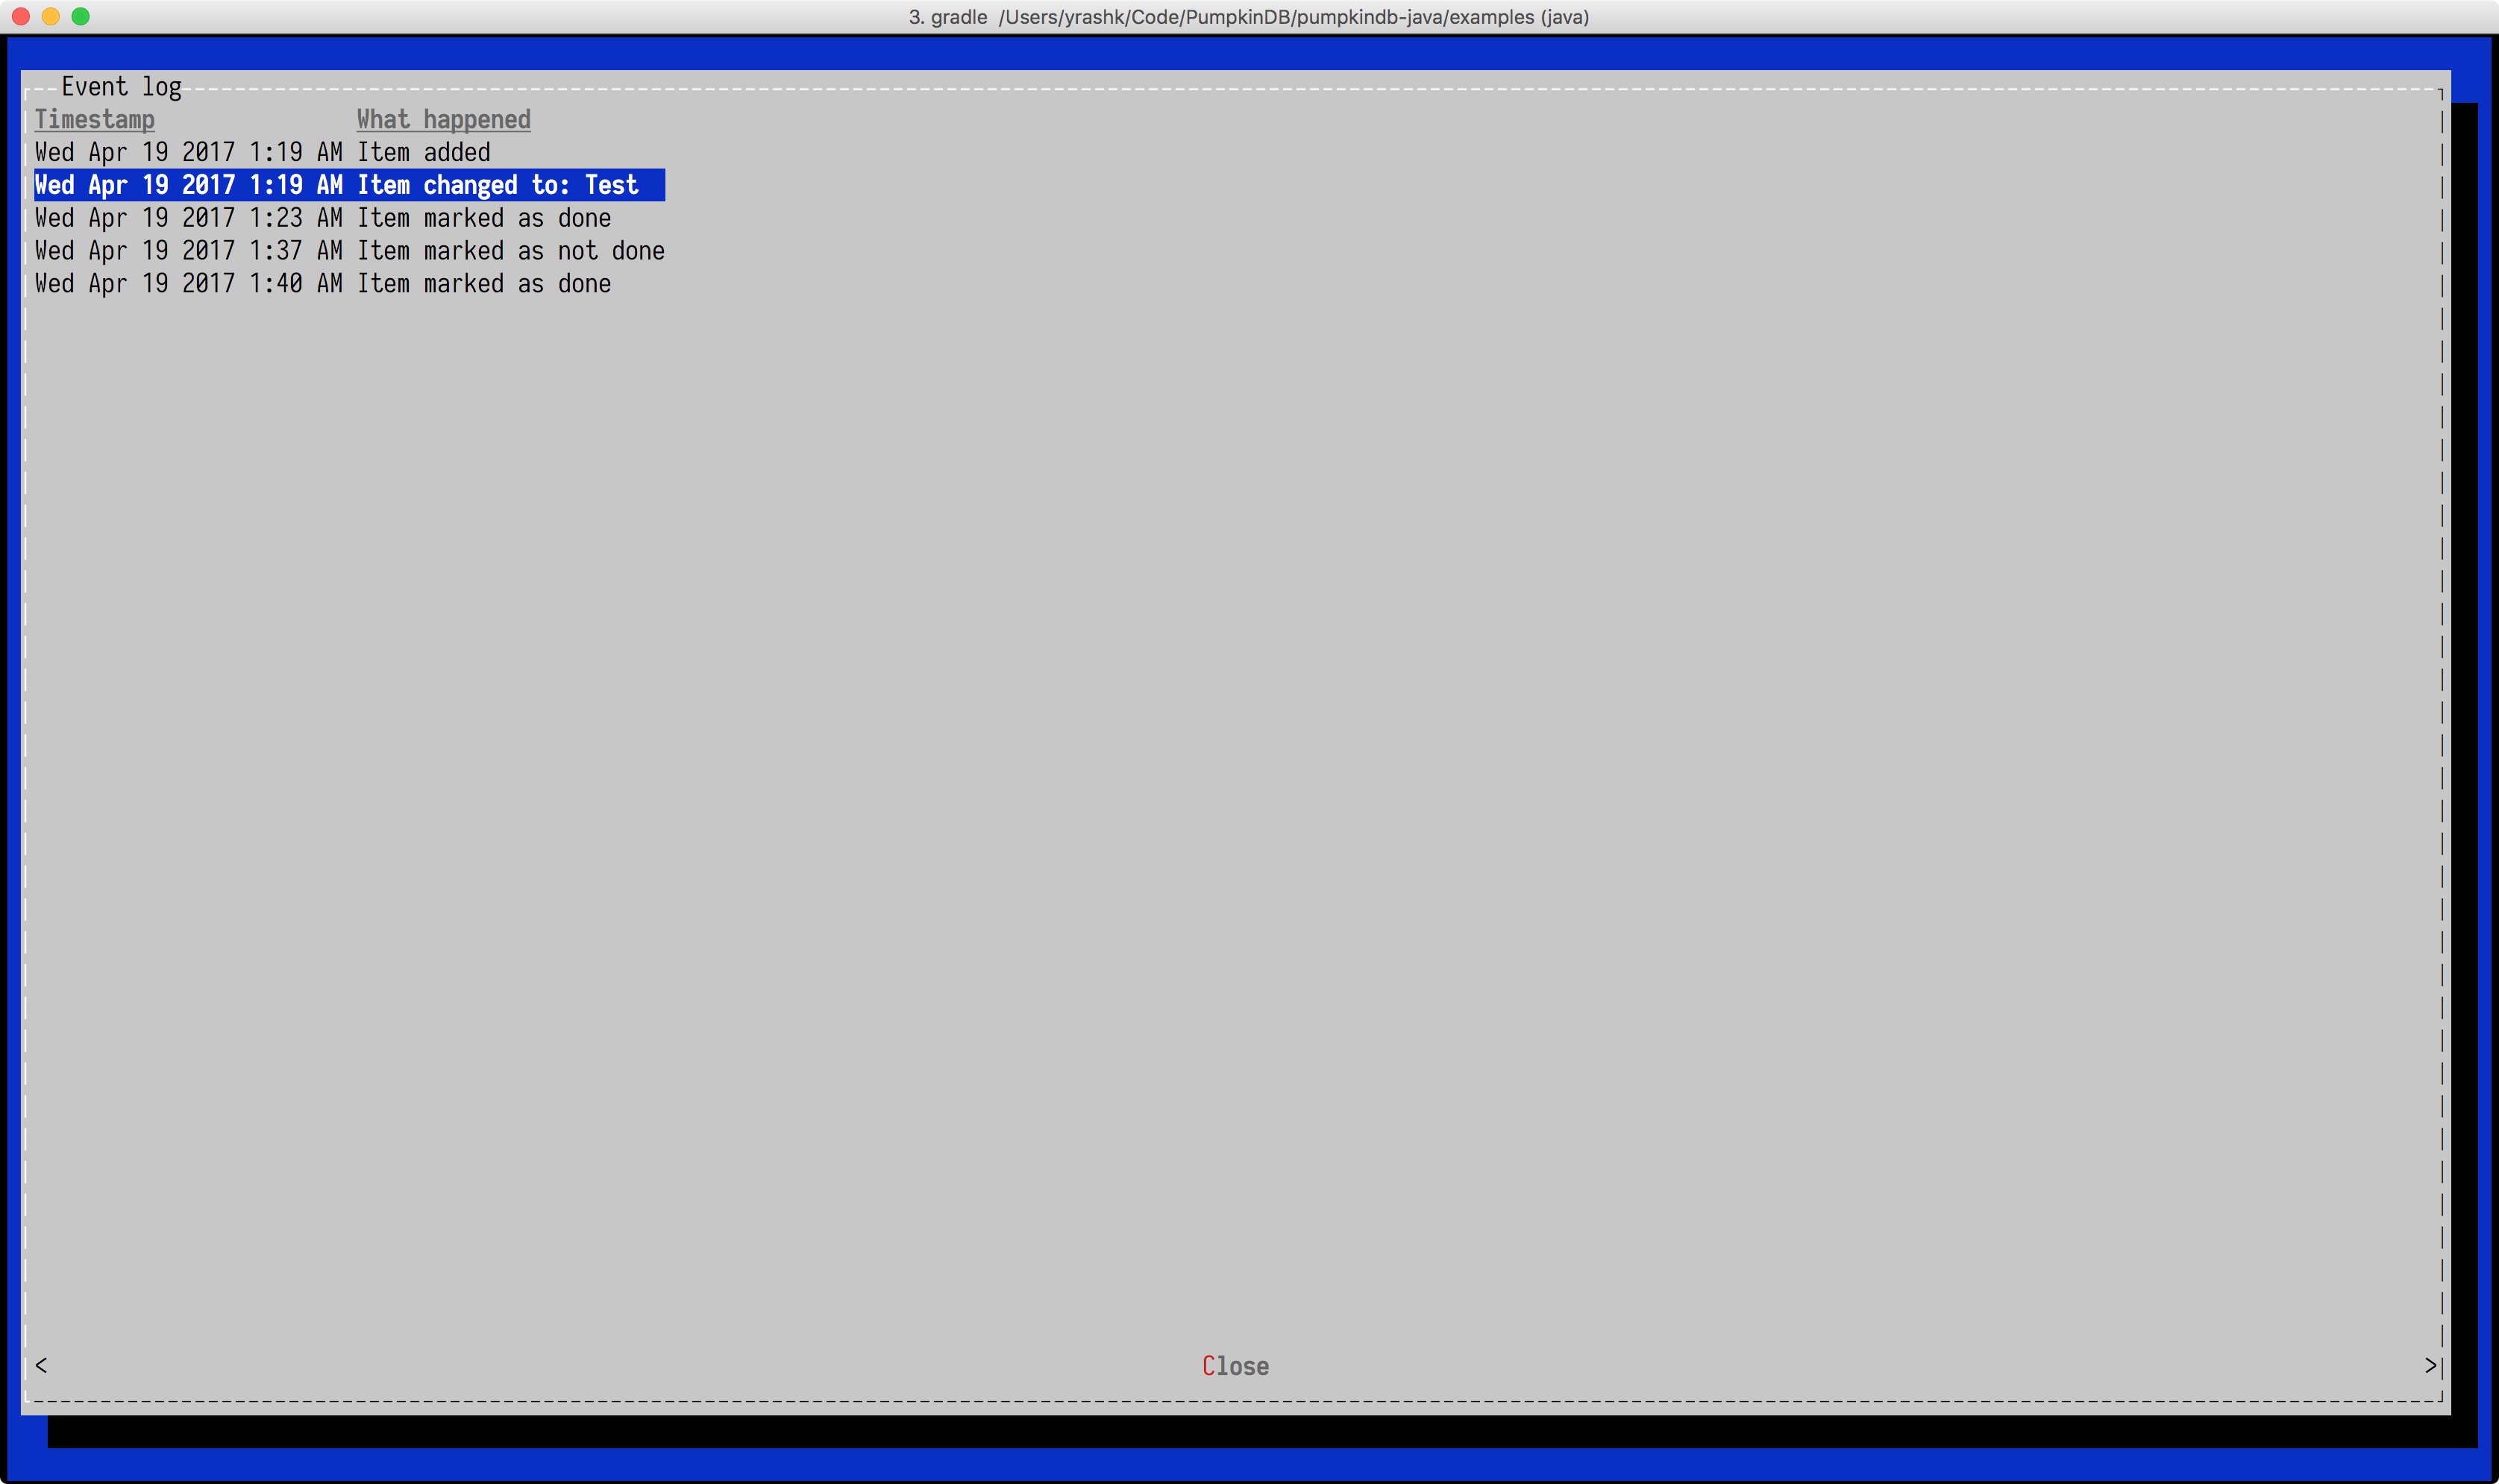 3. gradle /Users/yrashk/Code/PumpkinDB/pumpkindb-java/examples (java)
Event log
Timestamp What happened
Wed Apr 19 2017 1:19 AM Item added
Wed Apr 19 2017 1:19 AM Item changed to: Test
Wed Apr 19 2017 1:23 AM Item marked as done
Wed Apr 19 2017 1:37 AM Item marked as not done
Wed Apr 19 2017 1:40 AM Item marked as done
< Close >